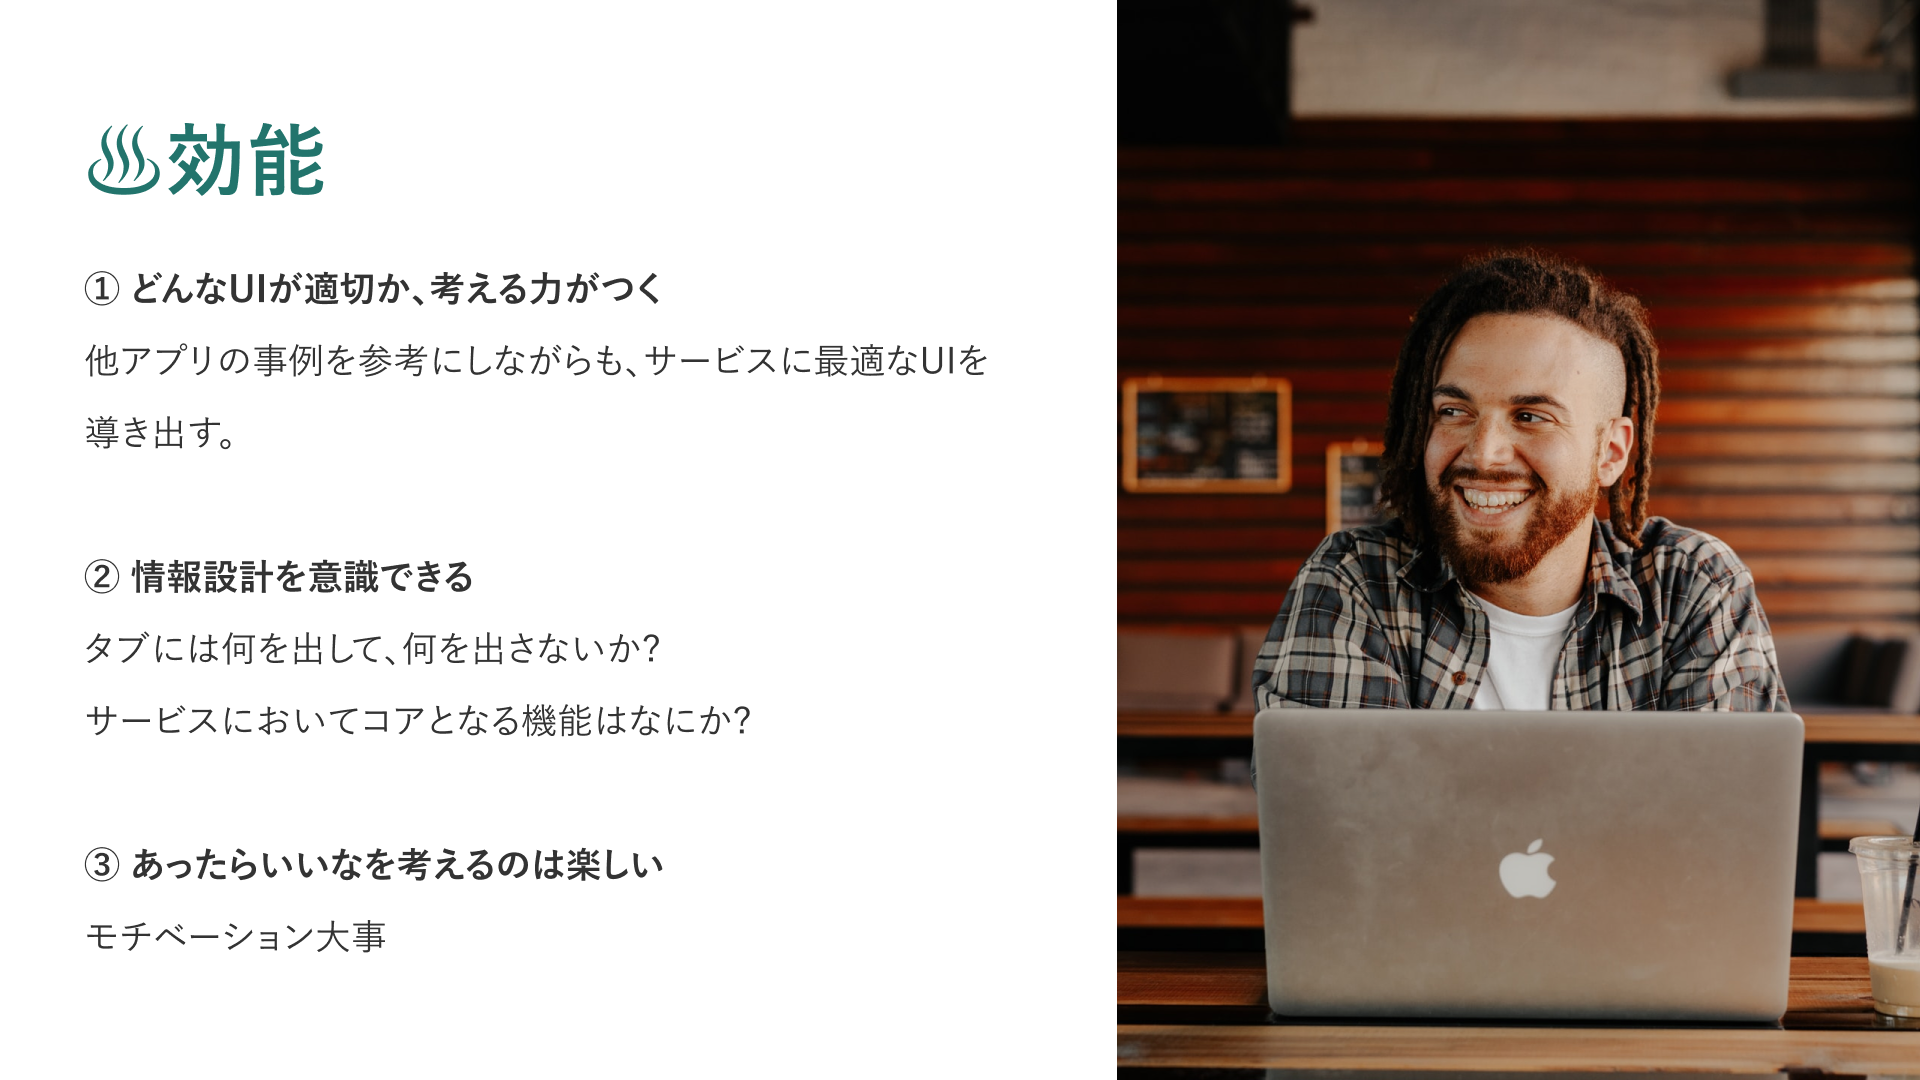 ♨効能
① どんなUIが適切か、考える力がつく
他アプリの事例を参考にしながらも、サービスに最適なUIを
導き出す。
② 情報設計を意識できる
タブには何を出して、何を出さないか?
サービスにおいてコアとなる機能はなにか?
③ あったらいいなを考えるのは楽しい
モチベーション大事